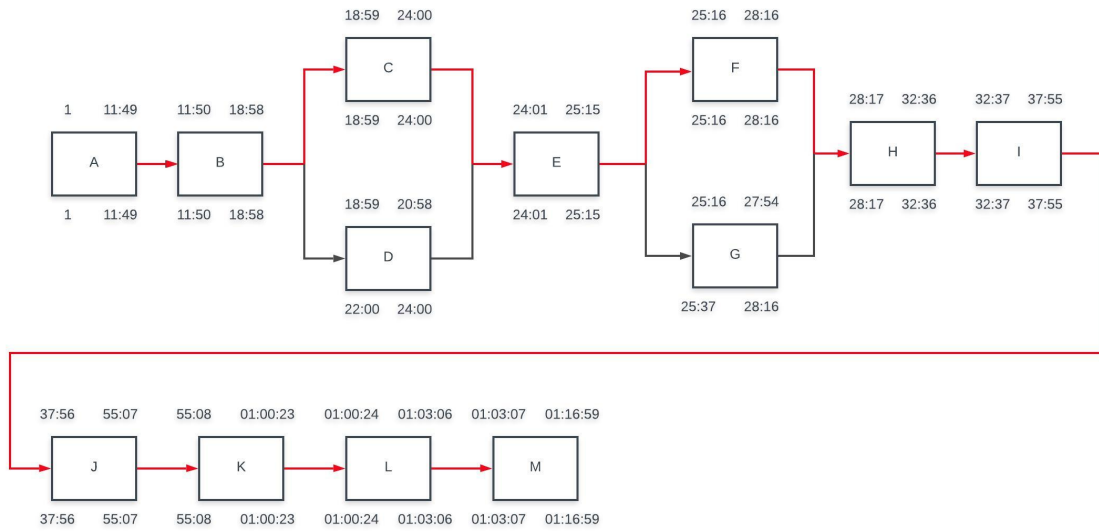 18:59 24:00
25:16 28:16
C
F
18:59 24:00
25:16 28:16
1 11:49
11:50 18:58
24:01 25:15
28:17 32:36
32:37 37:55
A
B
E
H
I
1 11:49
11:50 18:58
24:01 25:15
28:17 32:36
32:37 37:55
18:59 20:58
25:16 27:54
D
G
22:00 24:00
25:37 28:16
37:56 55:07
55:08 01:00:23
01:00:24 01:03:06
01:03:07 01:16:59
J
K
L
M
37:56 55:07
55:08 01:00:23
01:00:24 01:03:06
01:03:07 01:16:59